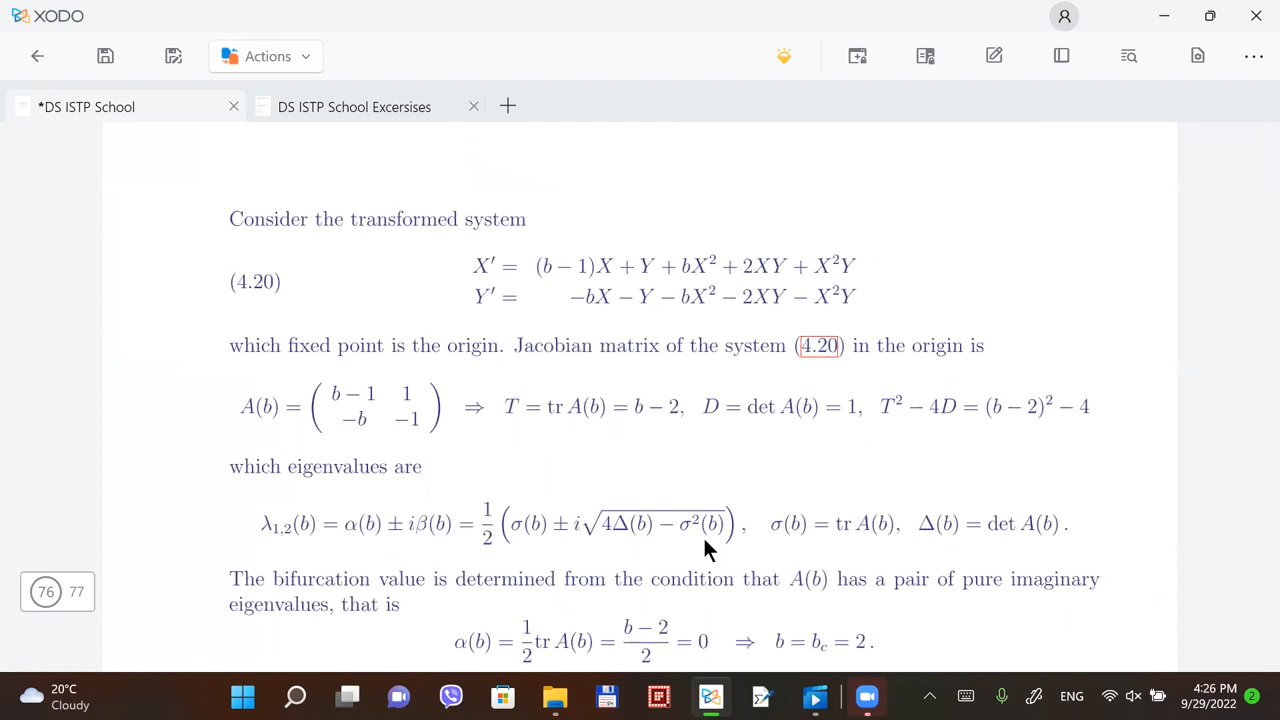 XODO
Actions
*DS ISTP School
DS ISTP School Excersises
Consider the transformed system
(4.20)
X′ = (b − 1)X + Y + bX² + 2XY + X²Y
Y′ = −bX − Y − bX² − 2XY − X²Y
which fixed point is the origin. Jacobian matrix of the system (4.20) in the origin is
A(b) = ( b − 1 1 ; −b −1 ) ⇒ T = tr A(b) = b − 2, D = det A(b) = 1, T² − 4D = (b − 2)² − 4
which eigenvalues are
λ₁,₂(b) = α(b) ± iβ(b) = 1/2 (σ(b) ± i√(4Δ(b) − σ²(b))), σ(b) = tr A(b), Δ(b) = det A(b) .
76 77
The bifurcation value is determined from the condition that A(b) has a pair of pure imaginary
eigenvalues, that is
α(b) = 1/2 tr A(b) = (b − 2)/2 = 0 ⇒ b = b_c = 2 .
20°C
Cloudy
64
ENG
4:26 PM
9/29/2022
2